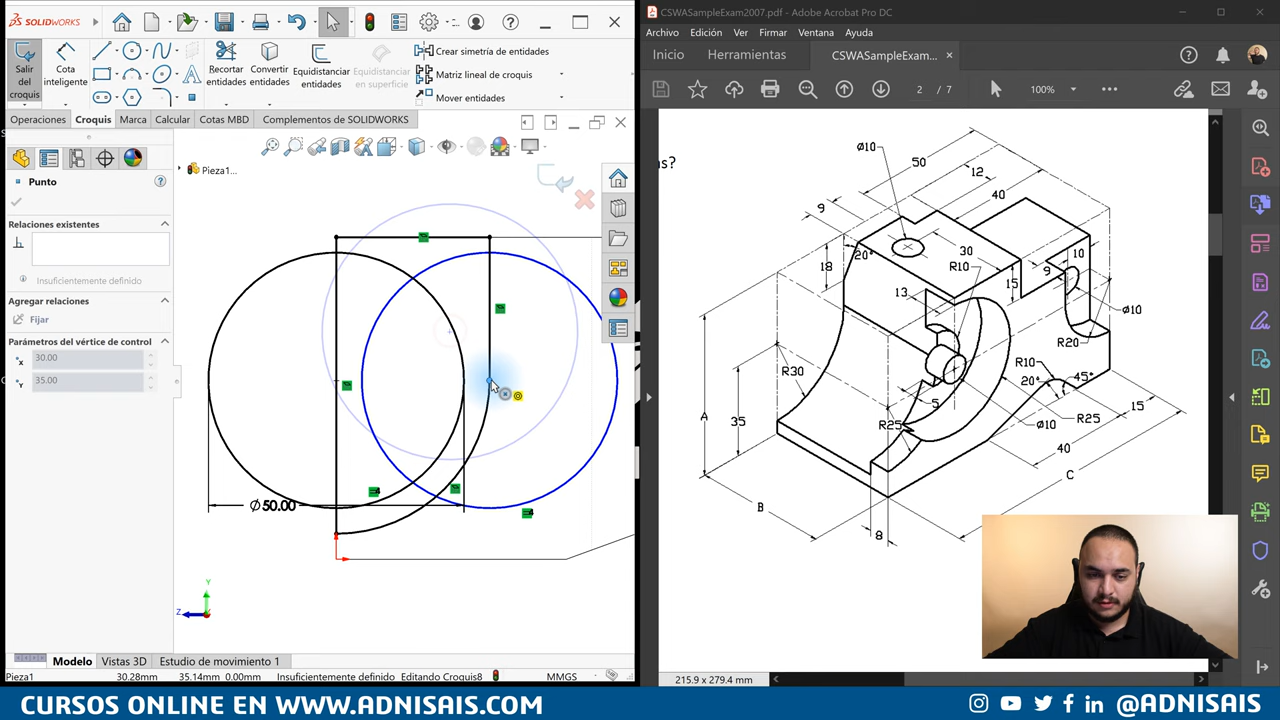 SOLIDWORKS
Salir del croquis
Cota inteligente
Recortar entidades
Convertir entidades
Equidistanciar entidades
Equidistanciar en superficie
Crear simetría de entidades
Matriz lineal de croquis
Mover entidades
Operaciones
Croquis
Marca
Calcular
Cotas MBD
Complementos de SOLIDWORKS
Pieza1...
Punto
Relaciones existentes
Insuficientemente definido
Agregar relaciones
Fijar
Parámetros del vértice de control
30.00
35.00
Ø50.00
Y
Z
Modelo
Vistas 3D
Estudio de movimiento 1
Pieza1
30.28mm
35.14mm
0.00mm
Insuficientemente definido
Editando Croquis8
MMGS
CSWASampleExam2007.pdf - Adobe Acrobat Pro DC
Archivo
Edición
Ver
Firmar
Ventana
Ayuda
Inicio
Herramientas
CSWASampleExam...
2 / 7
100%
as?
Ø10
50
12
40
9
20°
18
30
R10
10
9
15
13
Ø10
R20
R30
R10
20°
45°
A
35
5
R25
R25
15
Ø10
40
C
B
8
215.9 x 279.4 mm
CURSOS ONLINE EN WWW.ADNISAIS.COM
@ADNISAIS